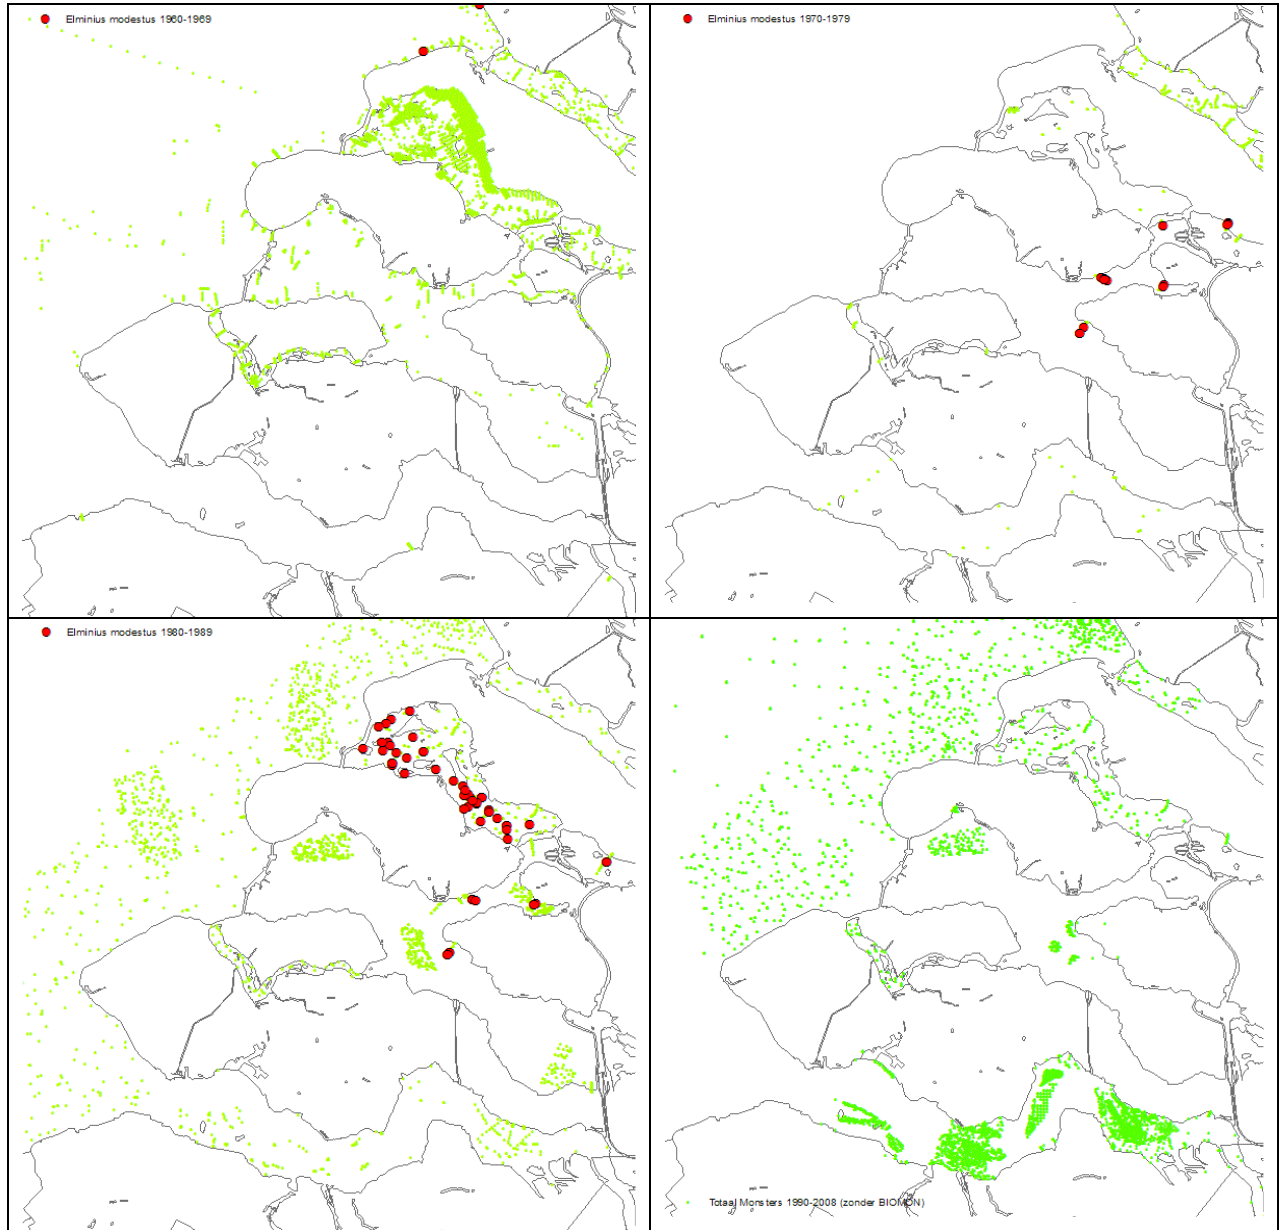 Elminius modestus 1960-1969
Elminius modestus 1970-1979
Elminius modestus 1980-1989
Totaal Monsters 1990-2008 (zonder BIOMON)